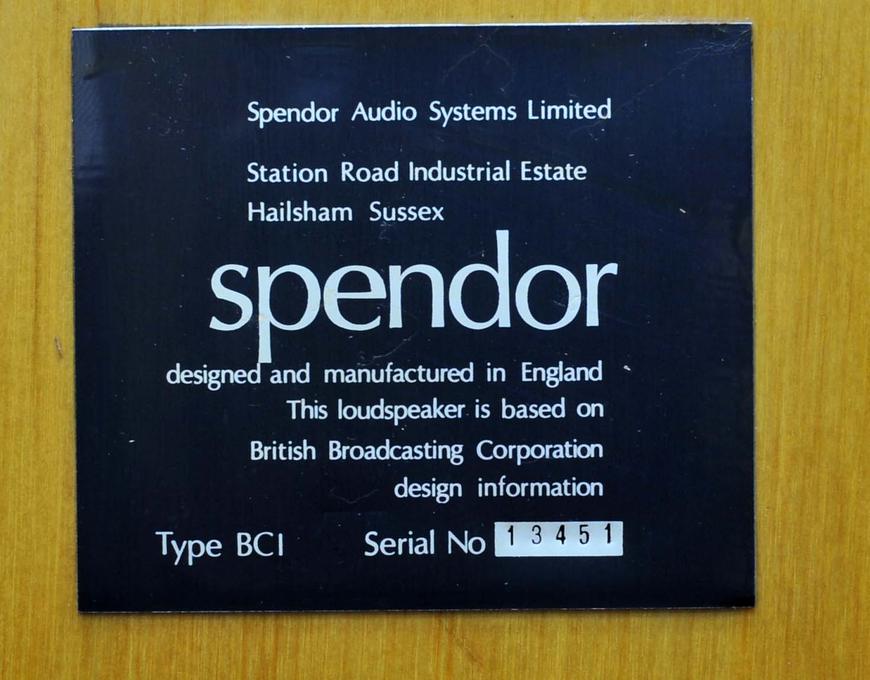 Spendor Audio Systems Limited
Station Road Industrial Estate
Hailsham Sussex
spendor
designed and manufactured in England
This loudspeaker is based on
British Broadcasting Corporation
design information
Type BC1 Serial No 13451